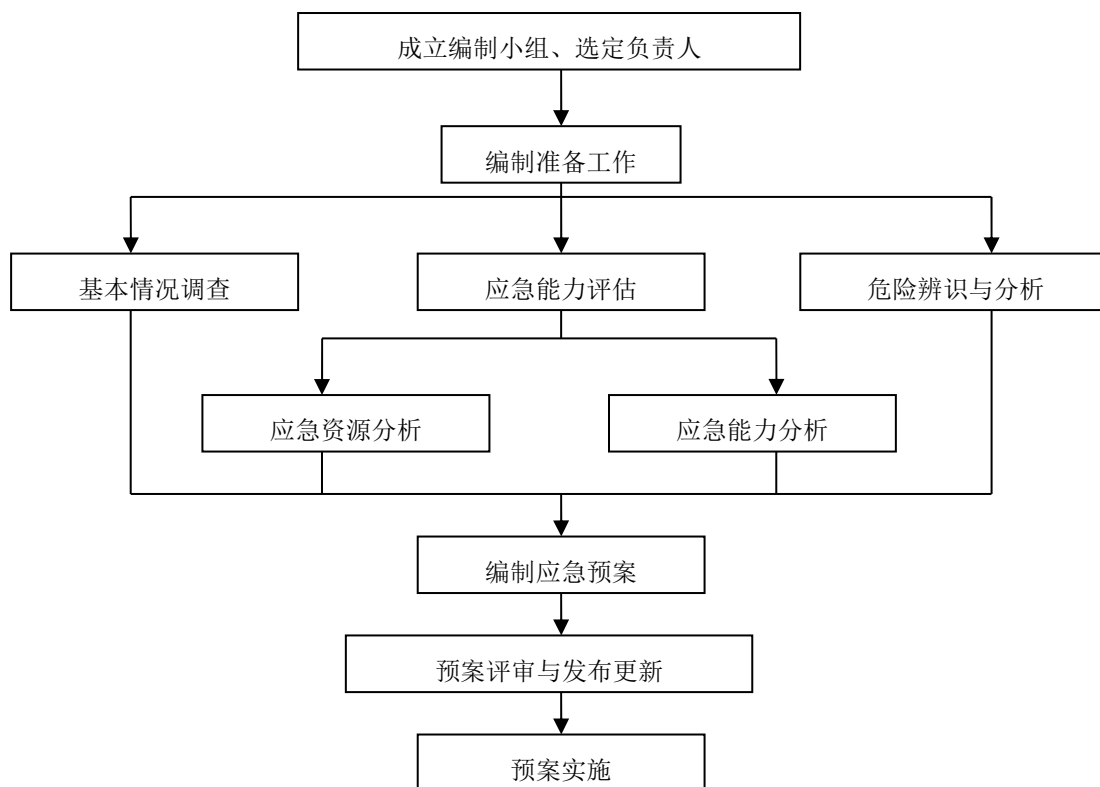 成立编制小组、选定负责人
编制准备工作
基本情况调查
应急能力评估
危险辨识与分析
应急资源分析
应急能力分析
编制应急预案
预案评审与发布更新
预案实施